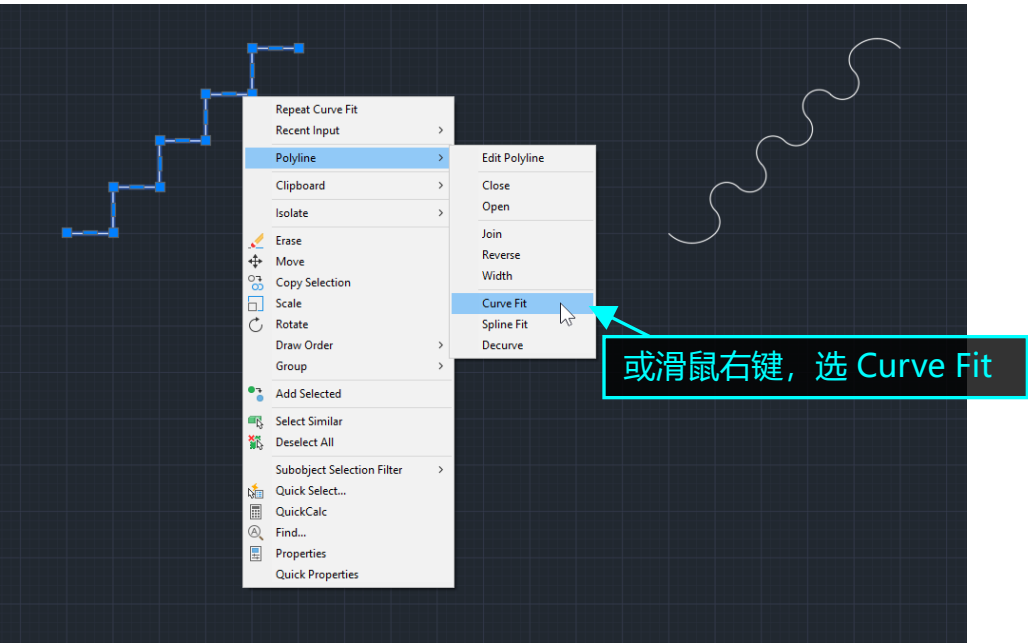 Repeat Curve Fit
Recent Input
Polyline
Clipboard
Isolate
Erase
Move
Copy Selection
Scale
Rotate
Draw Order
Group
Add Selected
Select Similar
Deselect All
Subobject Selection Filter
Quick Select...
QuickCalc
Find...
Properties
Quick Properties
Edit Polyline
Close
Open
Join
Reverse
Width
Curve Fit
Spline Fit
Decurve
或滑鼠右键，选 Curve Fit